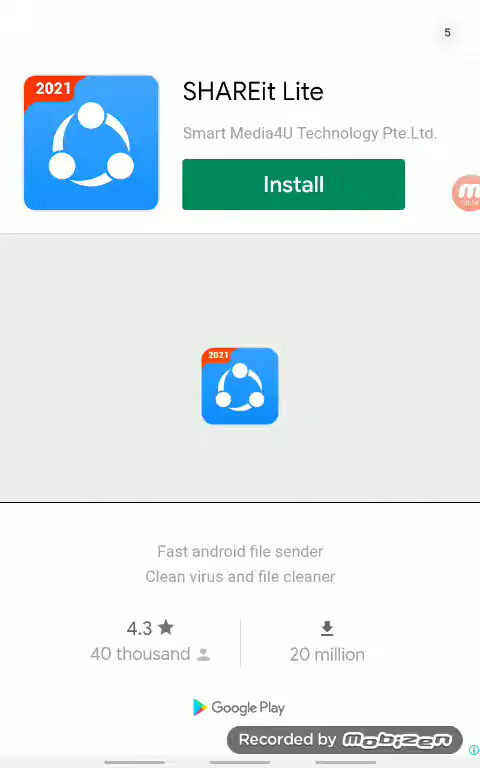 5
2021
SHAREit Lite
Smart Media4U Technology Pte.Ltd.
Install
2021
Fast android file sender
Clean virus and file cleaner
4.3
40 thousand
20 million
Google Play
Recorded by mobizen